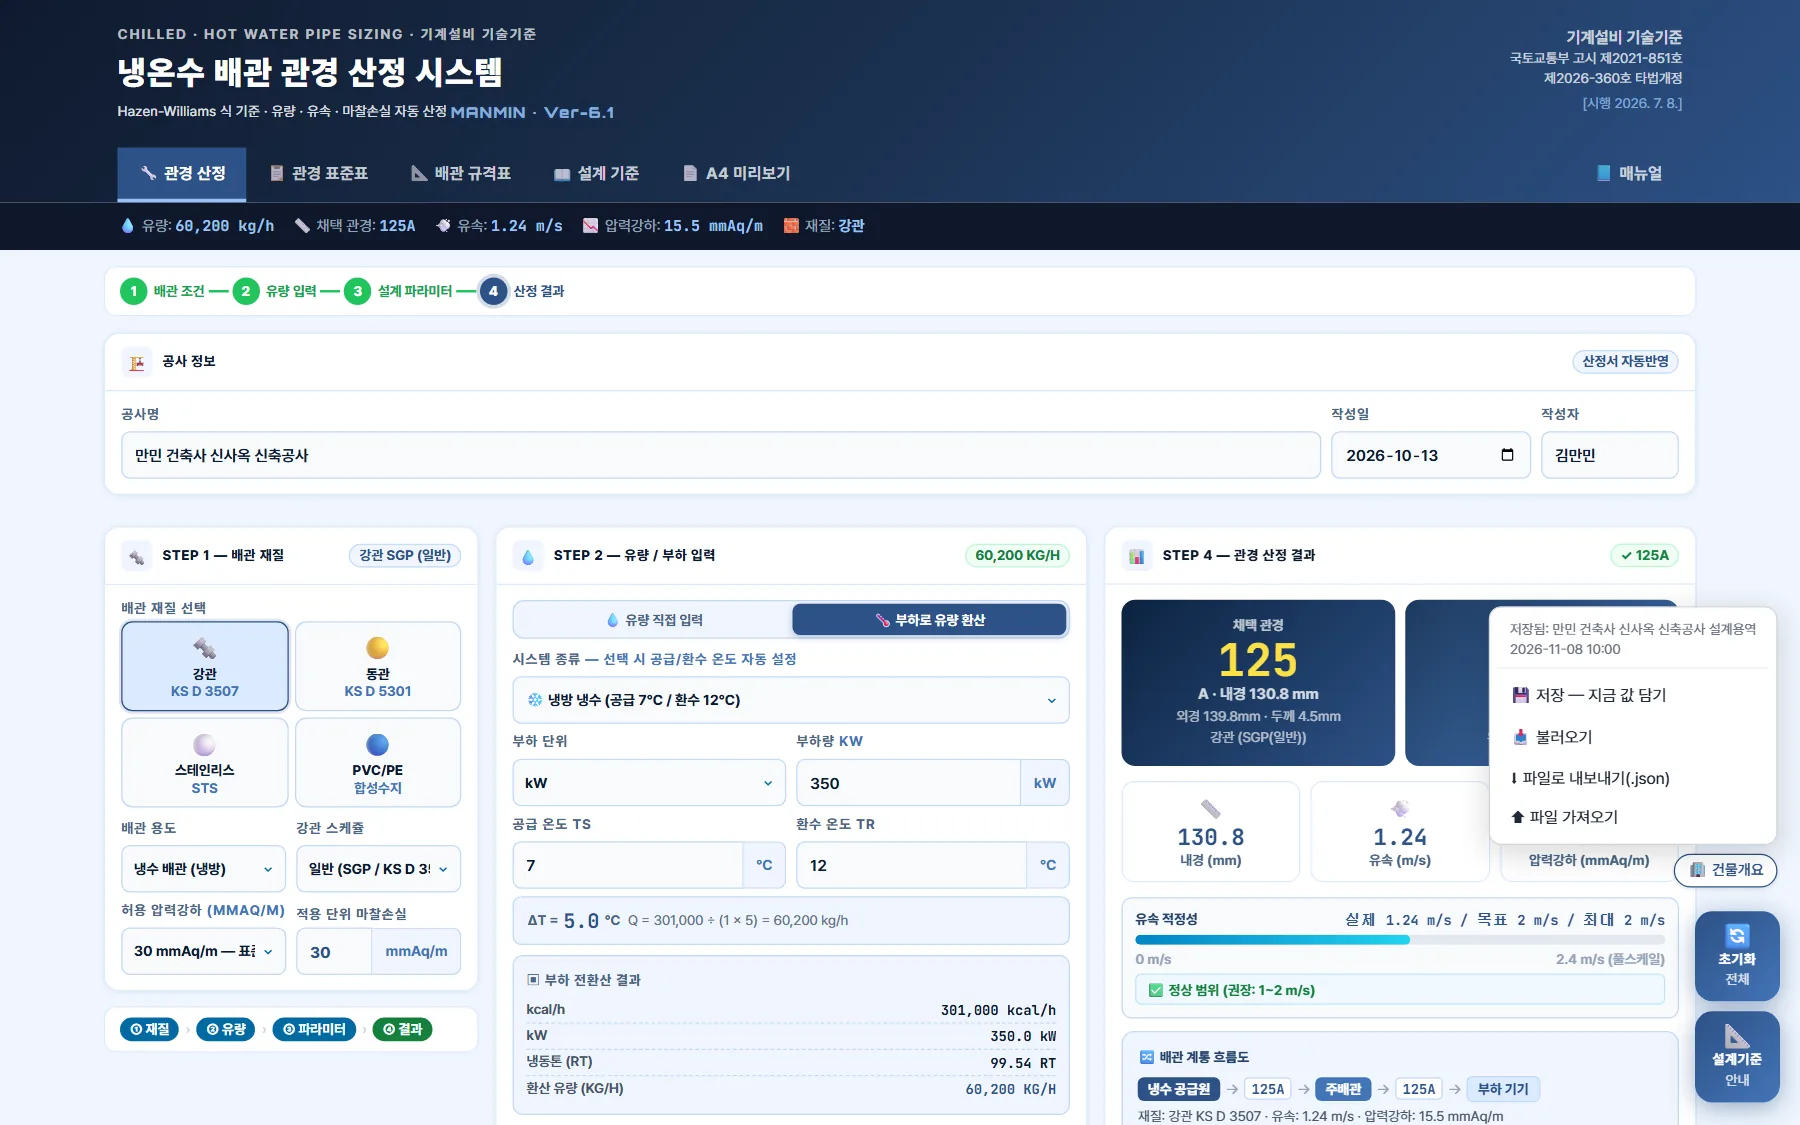 CHILLED · HOT WATER PIPE SIZING · 기계설비 기술기준
냉온수 배관 관경 산정 시스템
Hazen-Williams 식 기준 · 유량 · 유속 · 마찰손실 자동 산정 MANMIN · Ver-6.1
기계설비 기술기준
국토교통부 고시 제2021-851호
제2026-360호 타법개정
[시행 2026. 7. 8.]
관경 산정
관경 표준표
배관 규격표
설계 기준
A4 미리보기
매뉴얼
유량: 60,200 kg/h
채택 관경: 125A
유속: 1.24 m/s
압력강하: 15.5 mmAq/m
재질: 강관
1 배관 조건
2 유량 입력
3 설계 파라미터
4 산정 결과
공사 정보
산정서 자동반영
공사명
작성일
작성자
만민 건축사 신사옥 신축공사
2026-10-13
김만민
STEP 1 — 배관 재질
강관 SGP (일반)
배관 재질 선택
강관
KS D 3507
동관
KS D 5301
스테인리스
STS
PVC/PE
합성수지
배관 용도
강관 스케줄
냉수 배관 (냉방)
일반 (SGP / KS D 3
허용 압력강하 (MMAQ/M)
적용 단위 마찰손실
30 mmAq/m — 표
30
mmAq/m
① 재질 › ② 유량 › ③ 파라미터 › ④ 결과
STEP 2 — 유량 / 부하 입력
60,200 KG/H
유량 직접 입력
부하로 유량 환산
시스템 종류 — 선택 시 공급/환수 온도 자동 설정
냉방 냉수 (공급 7°C / 환수 12°C)
부하 단위
부하량 KW
kW
350
kW
공급 온도 TS
환수 온도 TR
7
°C
12
°C
ΔT = 5.0 °C Q = 301,000 ÷ (1 × 5) = 60,200 kg/h
부하 전환산 결과
kcal/h 301,000 kcal/h
kW 350.0 kW
냉동톤 (RT) 99.54 RT
환산 유량 (KG/H) 60,200 KG/H
STEP 4 — 관경 산정 결과
✓ 125A
채택 관경
125
A · 내경 130.8 mm
외경 139.8mm · 두께 4.5mm
강관 (SGP(일반))
130.8
내경 (mm)
1.24
유속 (m/s)
압력강하 (mmAq/m)
저장됨: 만민 건축사 신사옥 신축공사 설계용역
2026-11-08 10:00
저장 — 지금 값 담기
불러오기
⬇ 파일로 내보내기(.json)
⬆ 파일 가져오기
건물개요
유속 적정성
실제 1.24 m/s / 목표 2 m/s / 최대 2 m/s
0 m/s
2.4 m/s (풀스케일)
✅ 정상 범위 (권장: 1~2 m/s)
배관 계통 흐름도
냉수 공급원 → 125A → 주배관 → 125A → 부하 기기
재질: 강관 KS D 3507 · 유속: 1.24 m/s · 압력강하: 15.5 mmAq/m
초기화
전체
설계기준
안내